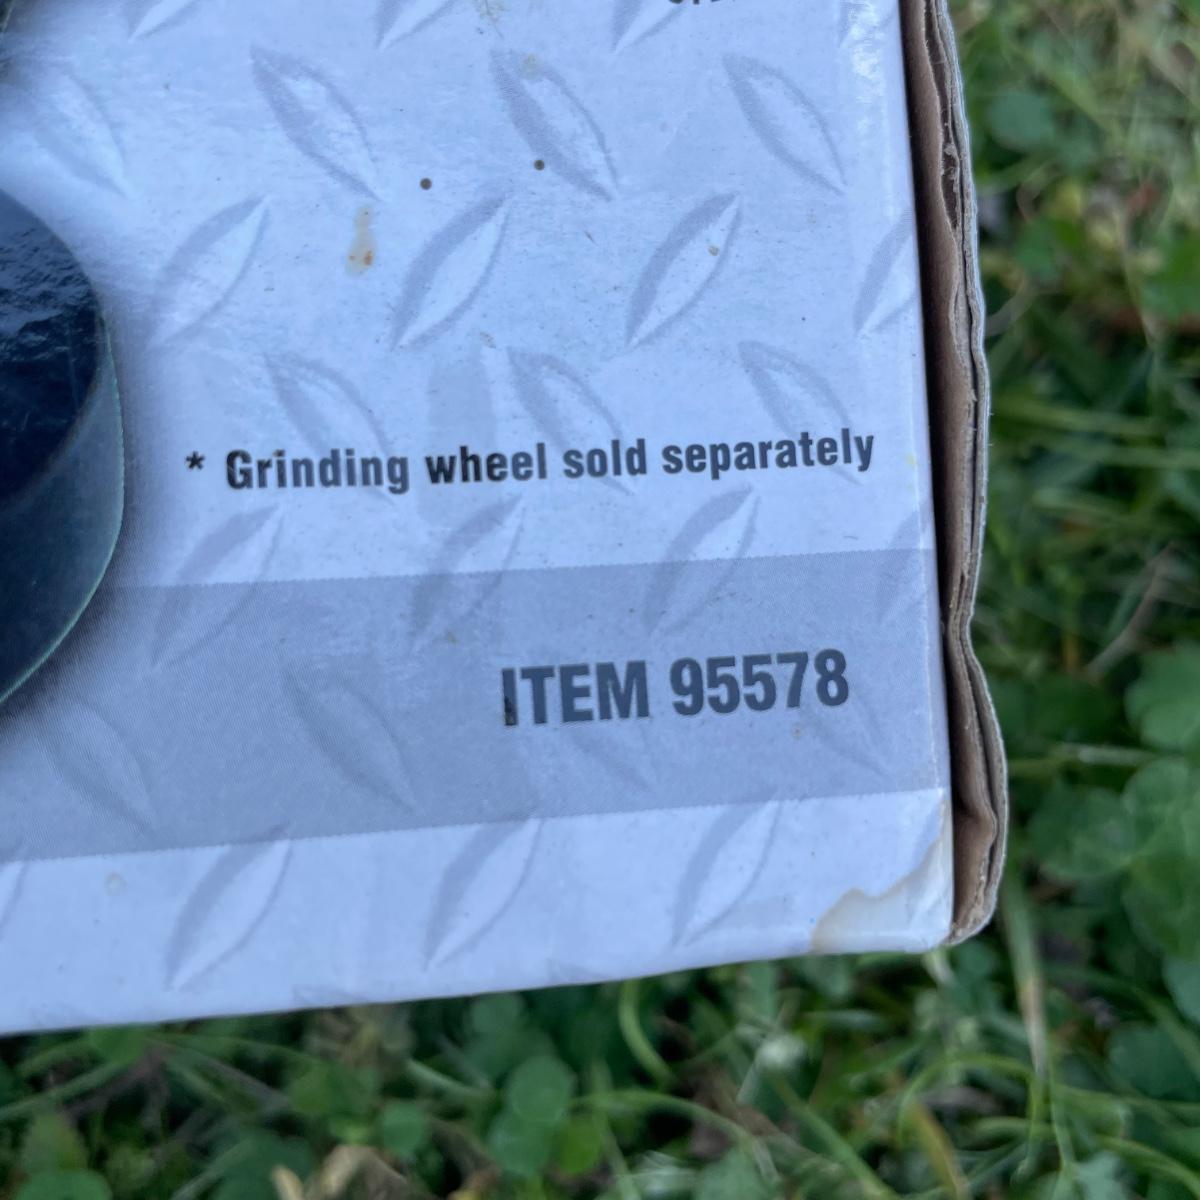 * Grinding wheel sold separately
ITEM 95578